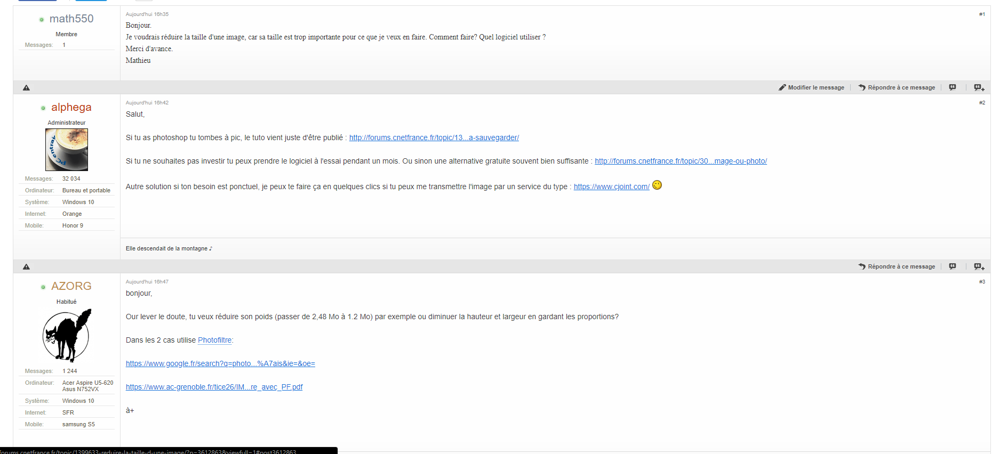 math550
Membre
Messages: 1
Aujourd'hui 16h35
#1
Bonjour.
Je voudrais réduire la taille d'une image, car sa taille est trop importante pour ce que je veux en faire. Comment faire? Quel logiciel utiliser ?
Merci d'avance.
Mathieu
Modifier le message
Répondre à ce message
alphega
Administrateur
PC entrai
Messages: 32 034
Ordinateur: Bureau et portable
Système: Windows 10
Internet: Orange
Mobile: Honor 9
Aujourd'hui 16h42
#2
Salut,
Si tu as photoshop tu tombes à pic, le tuto vient juste d'être publié : http://forums.cnetfrance.fr/topic/13...a-sauvegarder/
Si tu ne souhaites pas investir tu peux prendre le logiciel à l'essai pendant un mois. Ou sinon une alternative gratuite souvent bien suffisante : http://forums.cnetfrance.fr/topic/30...mage-ou-photo/
Autre solution si ton besoin est ponctuel, je peux te faire ça en quelques clics si tu peux me transmettre l'image par un service du type : https://www.cjoint.com/
Elle descendait de la montagne ♪
Répondre à ce message
AZORG
Habitué
Messages: 1 244
Ordinateur: Acer Aspire U5-620
Asus N752VX
Système: Windows 10
Internet: SFR
Mobile: samsung S5
Aujourd'hui 16h47
#3
bonjour,
Our lever le doute, tu veux réduire son poids (passer de 2,48 Mo à 1.2 Mo) par exemple ou diminuer la hauteur et largeur en gardant les proportions?
Dans les 2 cas utilise Photofiltre:
https://www.google.fr/search?q=photo...%A7ais&ie=&oe=
https://www.ac-grenoble.fr/tice26/IM...re_avec_PF.pdf
à+
forums.cnetfrance.fr/topic/1399633-reduire-la-taille-d-une-image/?p=3612863&viewfull=1#post3612863